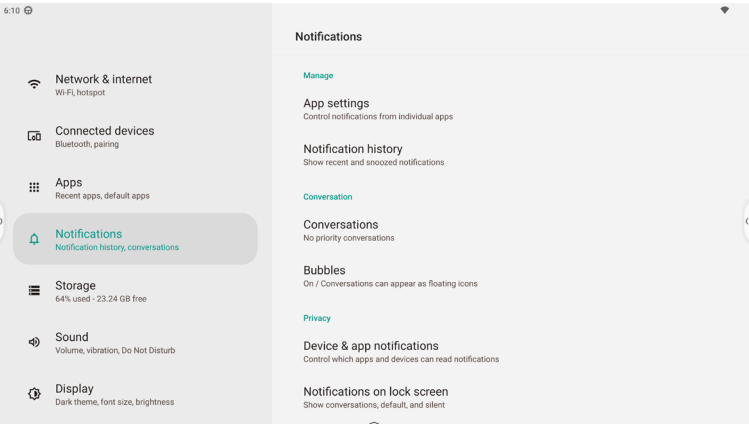 6:10
Network & internet
Wi-Fi, hotspot
Connected devices
Bluetooth, pairing
Apps
Recent apps, default apps
Notifications
Notification history, conversations
Storage
64% used - 23.24 GB free
Sound
Volume, vibration, Do Not Disturb
Display
Dark theme, font size, brightness
Notifications
Manage
App settings
Control notifications from individual apps
Notification history
Show recent and snoozed notifications
Conversation
Conversations
No priority conversations
Bubbles
On / Conversations can appear as floating icons
Privacy
Device & app notifications
Control which apps and devices can read notifications
Notifications on lock screen
Show conversations, default, and silent